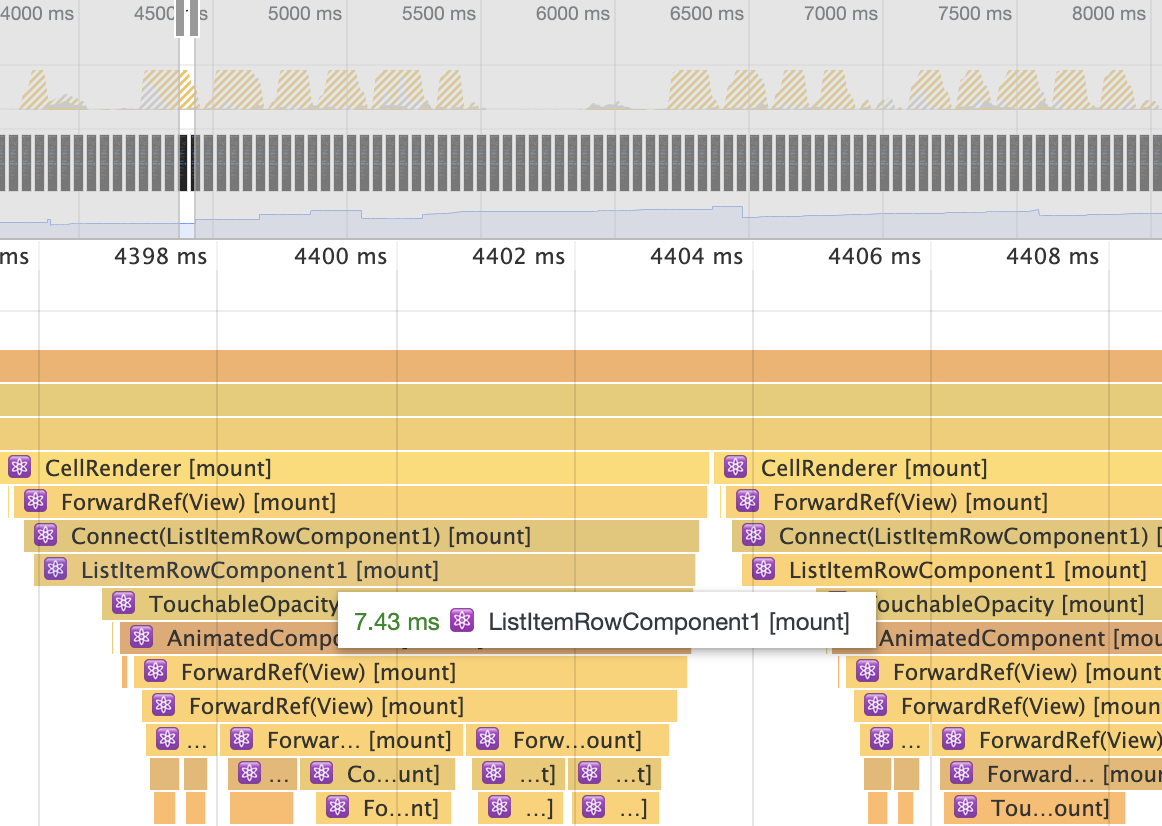 4000 ms 4500 s 5000 ms 5500 ms 6000 ms 6500 ms 7000 ms 7500 ms 8000 ms
ms 4398 ms 4400 ms 4402 ms 4404 ms 4406 ms 4408 ms
CellRenderer [mount] CellRenderer [mount]
ForwardRef(View) [mount] ForwardRef(View) [mount]
Connect(ListItemRowComponent1) [mount] Connect(ListItemRowComponent1) [
ListItemRowComponent1 [mount] ListItemRowComponent1 [mount]
TouchableOpacity ouchableOpacity [mount]
7.43 ms ListItemRowComponent1 [mount]
AnimatedCompo AnimatedComponent [mou
ForwardRef(View) [mount] ForwardRef(View) [mount
ForwardRef(View) [mount] ForwardRef(View) [moun
... Forwar... [mount] Forw...ount] ... ForwardRef(View)
... Co...unt] ...t] ...t] Forward... [mou
Fo...nt] ...] ...] Tou...ount]